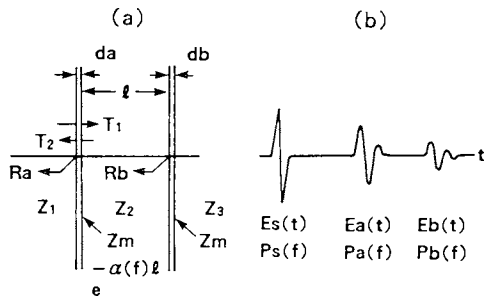 (a)
(b)
da
db
ℓ
T1
T2
Ra
Rb
t
Z1
Z2
Z3
Zm
Zm
e -α(f)ℓ
Es(t) Ea(t) Eb(t)
Ps(f) Pa(f) Pb(f)